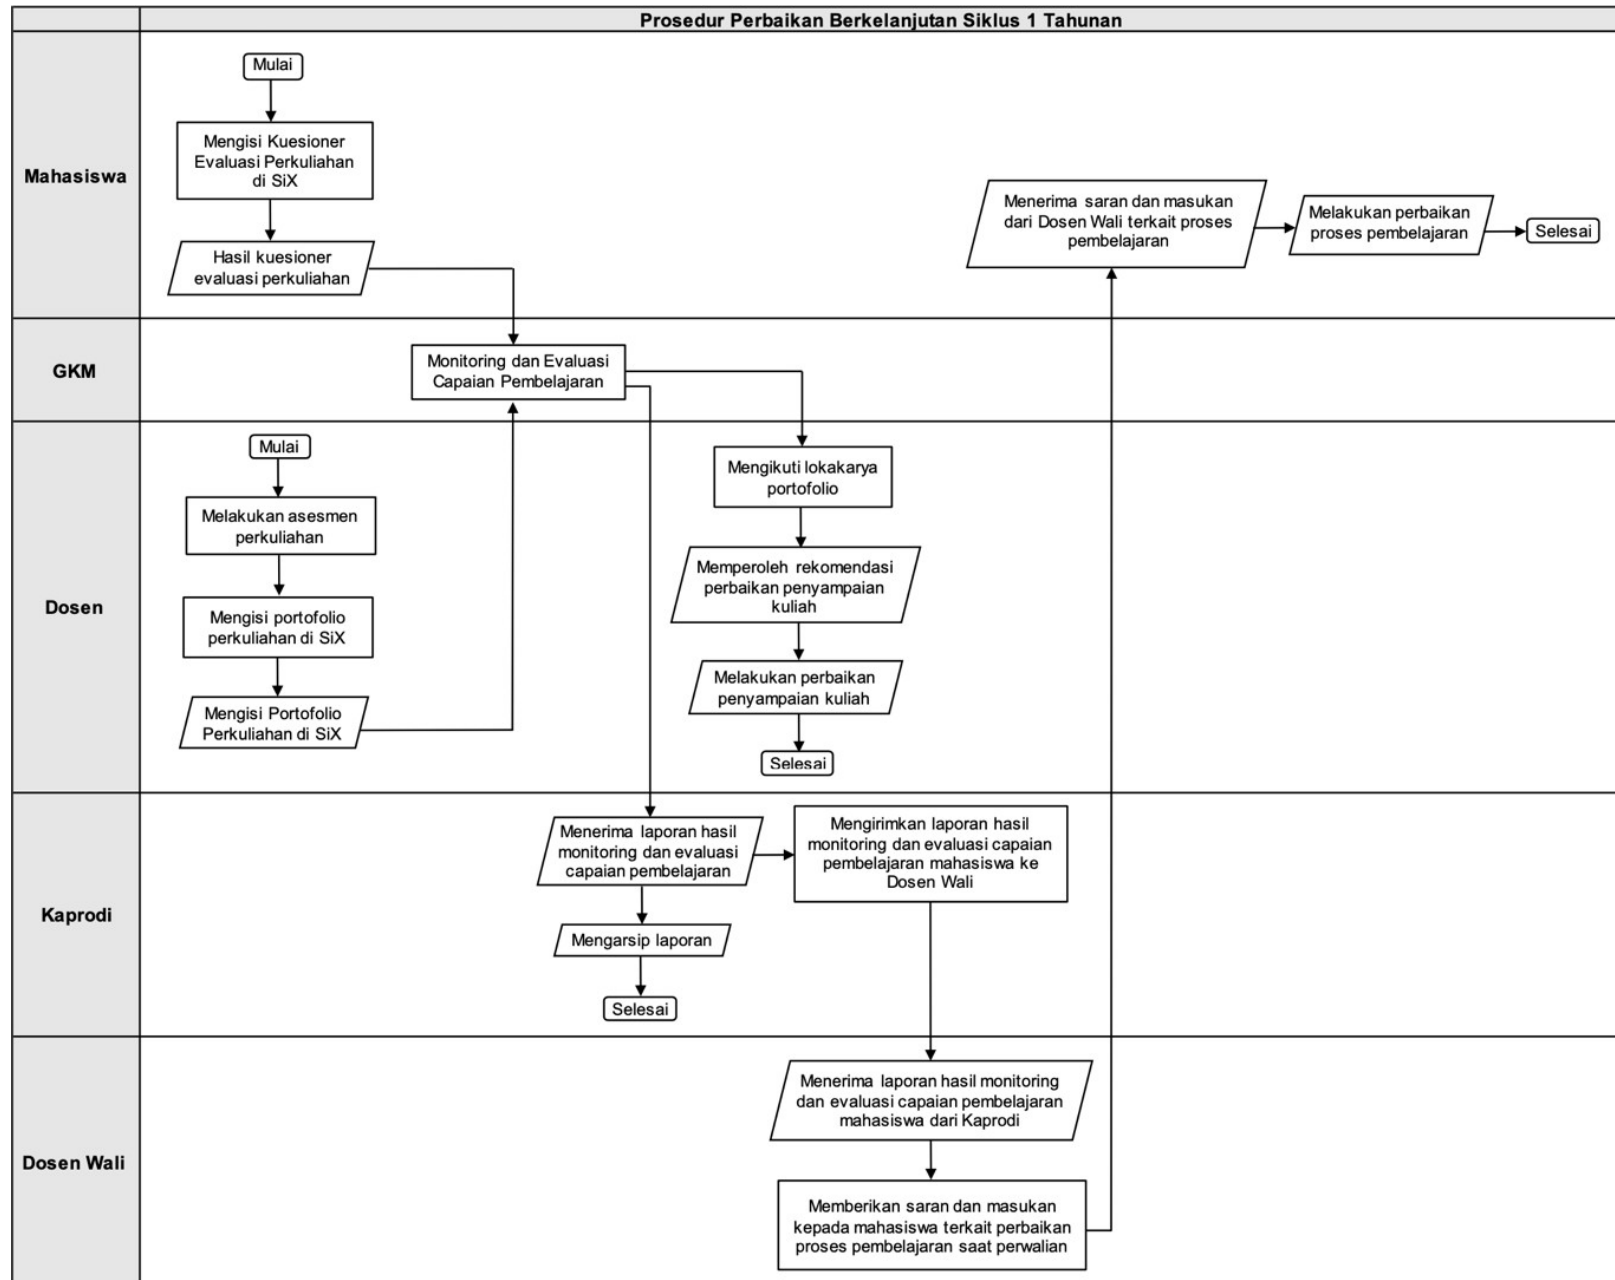 Prosedur Perbaikan Berkelanjutan Siklus 1 Tahunan
Mahasiswa
Mulai
Mengisi Kuesioner
Evaluasi Perkuliahan
di SiX
Hasil kuesioner
evaluasi perkuliahan
Menerima saran dan masukan
dari Dosen Wali terkait proses
pembelajaran
Melakukan perbaikan
proses pembelajaran
Selesai
GKM
Monitoring dan Evaluasi
Capaian Pembelajaran
Dosen
Mulai
Melakukan asesmen
perkuliahan
Mengisi portofolio
perkuliahan di SiX
Mengisi Portofolio
Perkuliahan di SiX
Mengikuti lokakarya
portofolio
Memperoleh rekomendasi
perbaikan penyampaian
kuliah
Melakukan perbaikan
penyampaian kuliah
Selesai
Kaprodi
Menerima laporan hasil
monitoring dan evaluasi
capaian pembelajaran
Mengarsip laporan
Selesai
Mengirimkan laporan hasil
monitoring dan evaluasi capaian
pembelajaran mahasiswa ke
Dosen Wali
Dosen Wali
Menerima laporan hasil monitoring
dan evaluasi capaian pembelajaran
mahasiswa dari Kaprodi
Memberikan saran dan masukan
kepada mahasiswa terkait perbaikan
proses pembelajaran saat perwalian